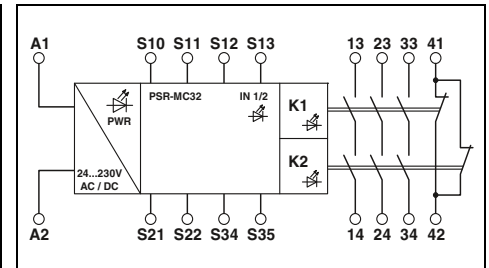 A1 S10 S11 S12 S13 13 23 33 41
PSR-MC32 IN 1/2
K1
PWR
K2
24...230V
AC / DC
A2 S21 S22 S34 S35 14 24 34 42